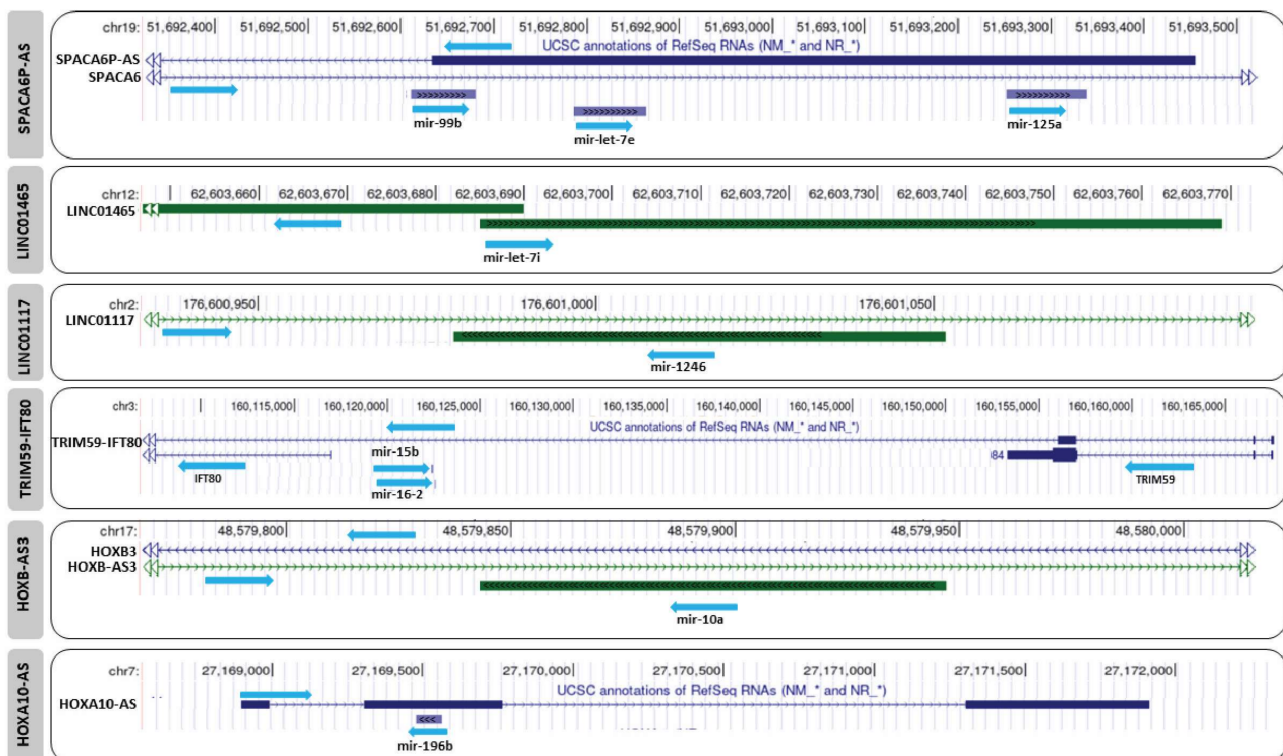 SPACA6P-AS
chr19: 51,692,400 51,692,500 51,692,600 51,692,700 51,692,800 51,692,900 51,693,000 51,693,100 51,693,200 51,693,300 51,693,400 51,693,500
UCSC annotations of RefSeq RNAs (NM_* and NR_*)
SPACA6P-AS
SPACA6
mir-99b
mir-let-7e
mir-125a
LINC01465
chr12: 62,603,660 62,603,670 62,603,680 62,603,690 62,603,700 62,603,710 62,603,720 62,603,730 62,603,740 62,603,750 62,603,760 62,603,770
LINC01465
mir-let-7i
LINC01117
chr2: 176,600,950 176,601,000 176,601,050
LINC01117
mir-1246
TRIM59-IFT80
chr3: 160,115,000 160,120,000 160,125,000 160,130,000 160,135,000 160,140,000 160,145,000 160,150,000 160,155,000 160,160,000 160,165,000
UCSC annotations of RefSeq RNAs (NM_* and NR_*)
TRIM59-IFT80
mir-15b
84
IFT80
TRIM59
mir-16-2
HOXB-AS3
chr17: 48,579,800 48,579,850 48,579,900 48,579,950 48,580,000
HOXB3
HOXB-AS3
mir-10a
HOXA10-AS
chr7: 27,169,000 27,169,500 27,170,000 27,170,500 27,171,000 27,171,500 27,172,000
UCSC annotations of RefSeq RNAs (NM_* and NR_*)
HOXA10-AS
mir-196b